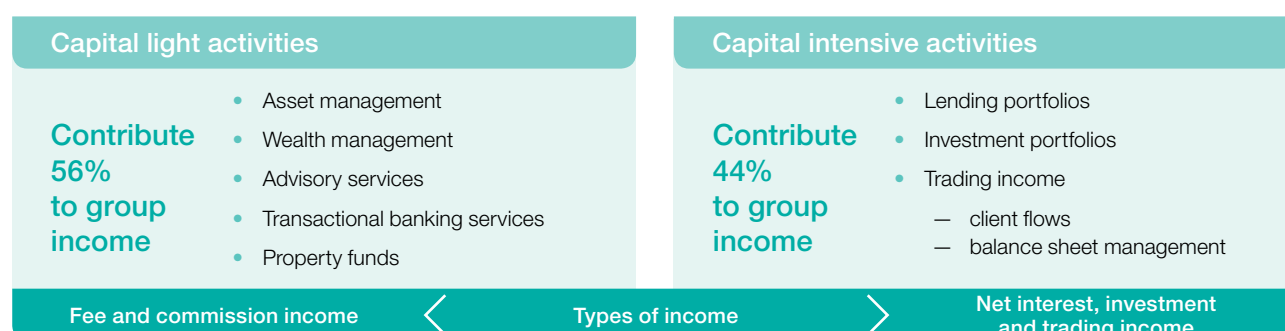 Capital light activities
Contribute
56%
to group
income
• Asset management
• Wealth management
• Advisory services
• Transactional banking services
• Property funds
Capital intensive activities
Contribute
44%
to group
income
• Lending portfolios
• Investment portfolios
• Trading income
— client flows
— balance sheet management
Fee and commission income
Types of income
Net interest, investment
and trading income